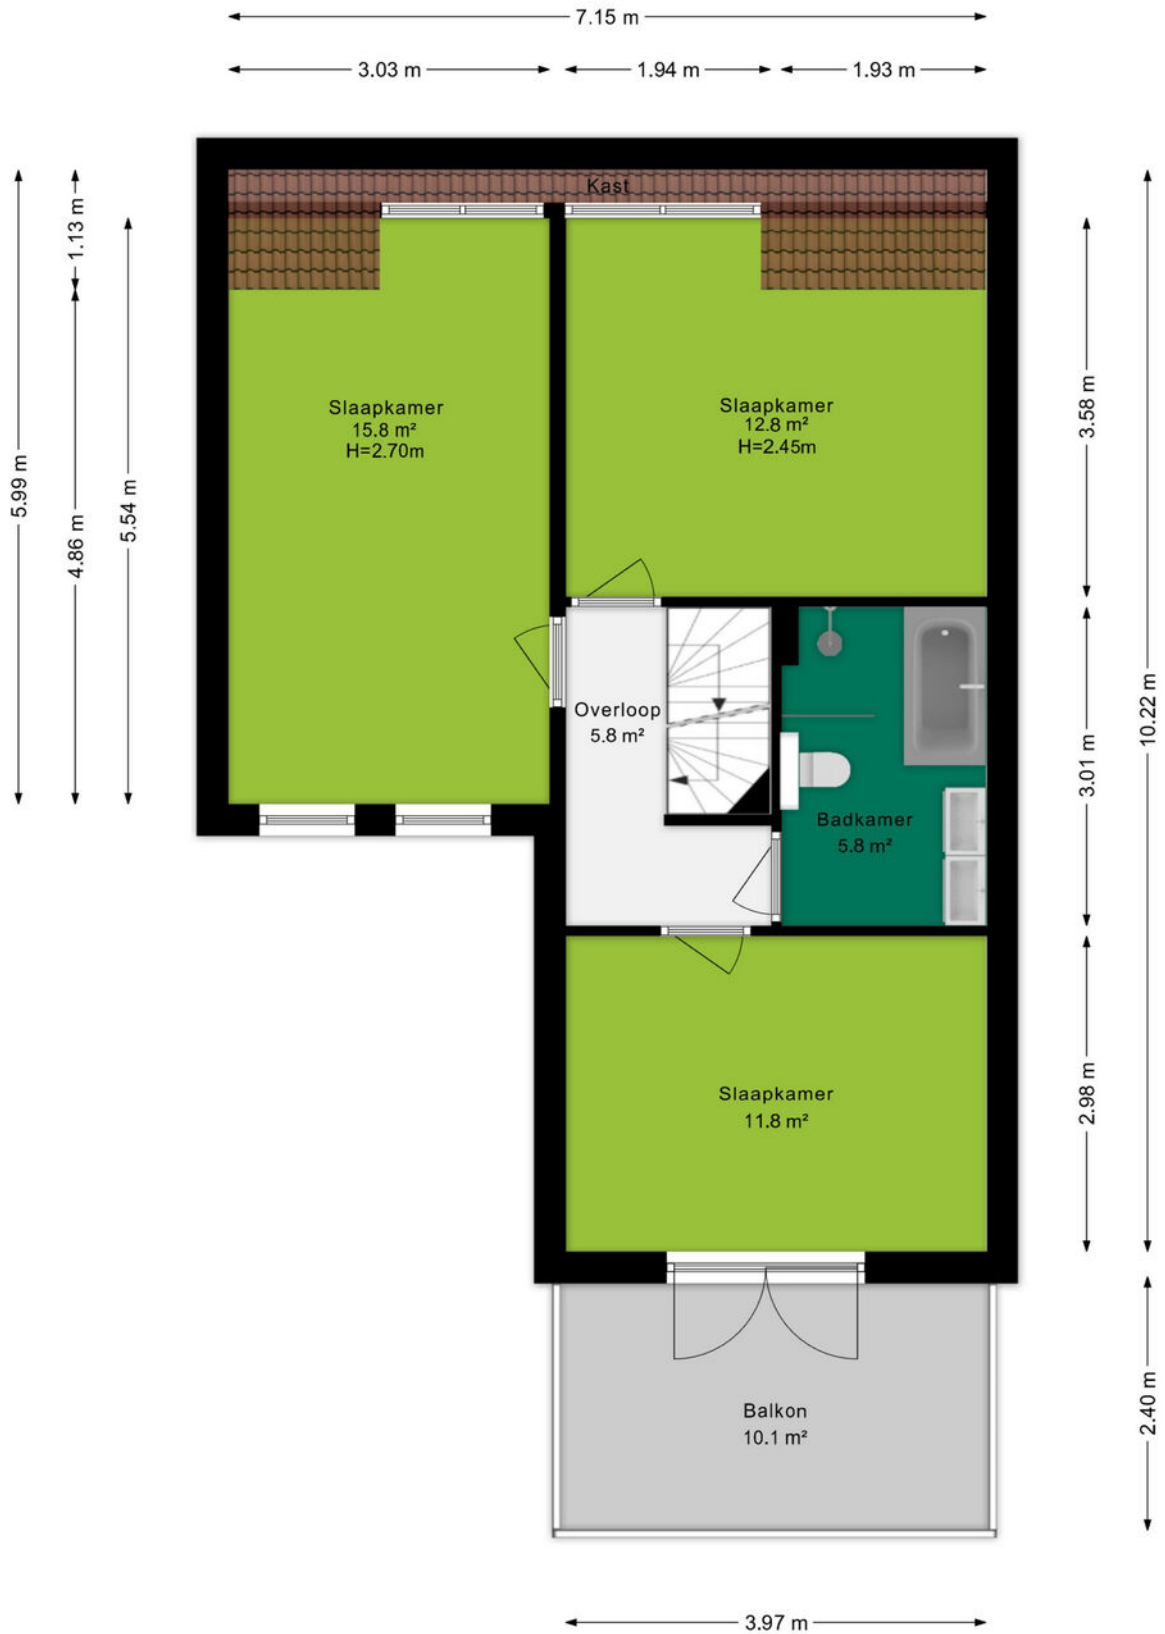 7.15 m
3.03 m
1.94 m
1.93 m
Kast
1.13 m
5.99 m
4.86 m
5.54 m
Slaapkamer
15.8 m²
H=2.70m
Slaapkamer
12.8 m²
H=2.45m
3.58 m
10.22 m
Overloop
5.8 m²
3.01 m
Badkamer
5.8 m²
Slaapkamer
11.8 m²
2.98 m
Balkon
10.1 m²
2.40 m
3.97 m